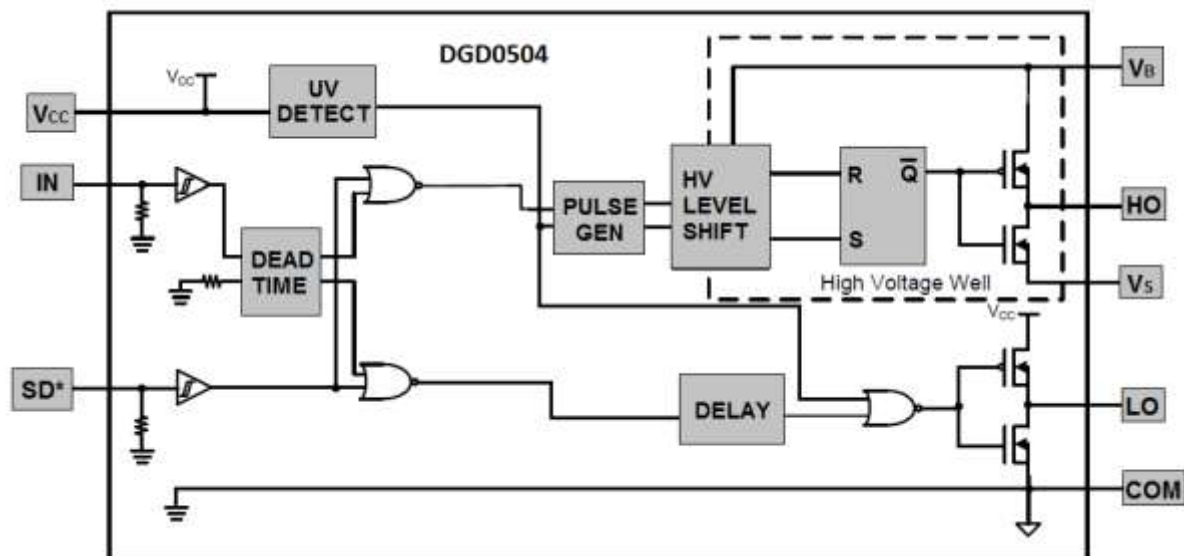 DGD0504
VCC
VCC
UV
DETECT
VB
IN
HV
LEVEL
SHIFT
R
Q̅
S
PULSE
GEN
HO
DEAD
TIME
High Voltage Well
VS
VCC
SD*
DELAY
LO
COM